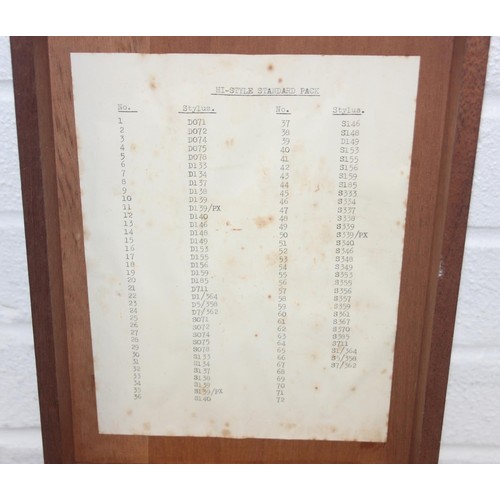 HI-STYLE STANDARD PACK
No. Stylus. No. Stylus.
1 D071 37 S146
2 D072 38 S148
3 D074 39 D149
4 D075 40 S153
5 D078 41 S155
6 D133 42 S156
7 D134 43 S159
8 D137 44 S185
9 D138 45 S333
10 D139 46 S334
11 D139/PX 47 S337
12 D140 48 S338
13 D146 49 S339
14 D148 50 S339/PX
15 D149 51 S340
16 D153 52 S346
17 D155 53 S348
18 D156 54 S349
19 D159 55 S353
20 D185 56 S355
21 D711 57 S356
22 D1/364 58 S357
23 D5/358 59 S359
24 D7/362 60 S361
25 S071 61 S367
26 S072 62 S370
27 S074 63 S385
28 S075 64 S711
29 S078 65 S1/364
30 S133 66 S5/358
31 S134 67 S7/362
32 S137 68
33 S138 69
34 S139 70
35 S139/PX 71
36 S140 72